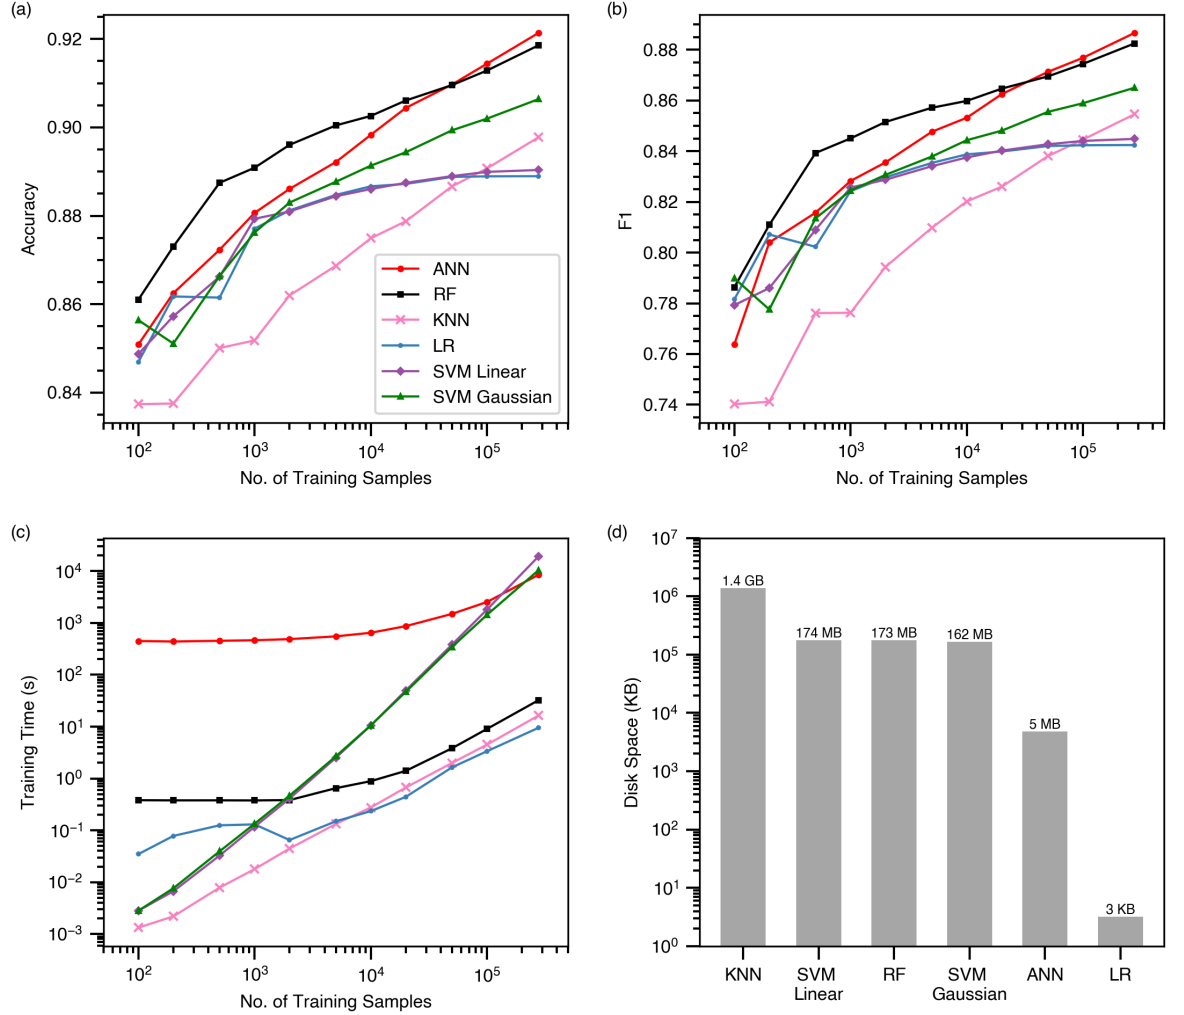 (a)
0.92
0.90
0.88
0.86
0.84
Accuracy
ANN
RF
KNN
LR
SVM Linear
SVM Gaussian
10²
10³
10⁴
10⁵
No. of Training Samples
(b)
0.88
0.86
0.84
0.82
0.80
0.78
0.76
0.74
F1
10²
10³
10⁴
10⁵
No. of Training Samples
(c)
10⁴
10³
10²
10¹
10⁰
10⁻¹
10⁻²
10⁻³
Training Time (s)
10²
10³
10⁴
10⁵
No. of Training Samples
(d)
10⁷
10⁶
10⁵
10⁴
10³
10²
10¹
10⁰
Disk Space (KB)
1.4 GB
174 MB
173 MB
162 MB
5 MB
3 KB
KNN
SVM
Linear
RF
SVM
Gaussian
ANN
LR